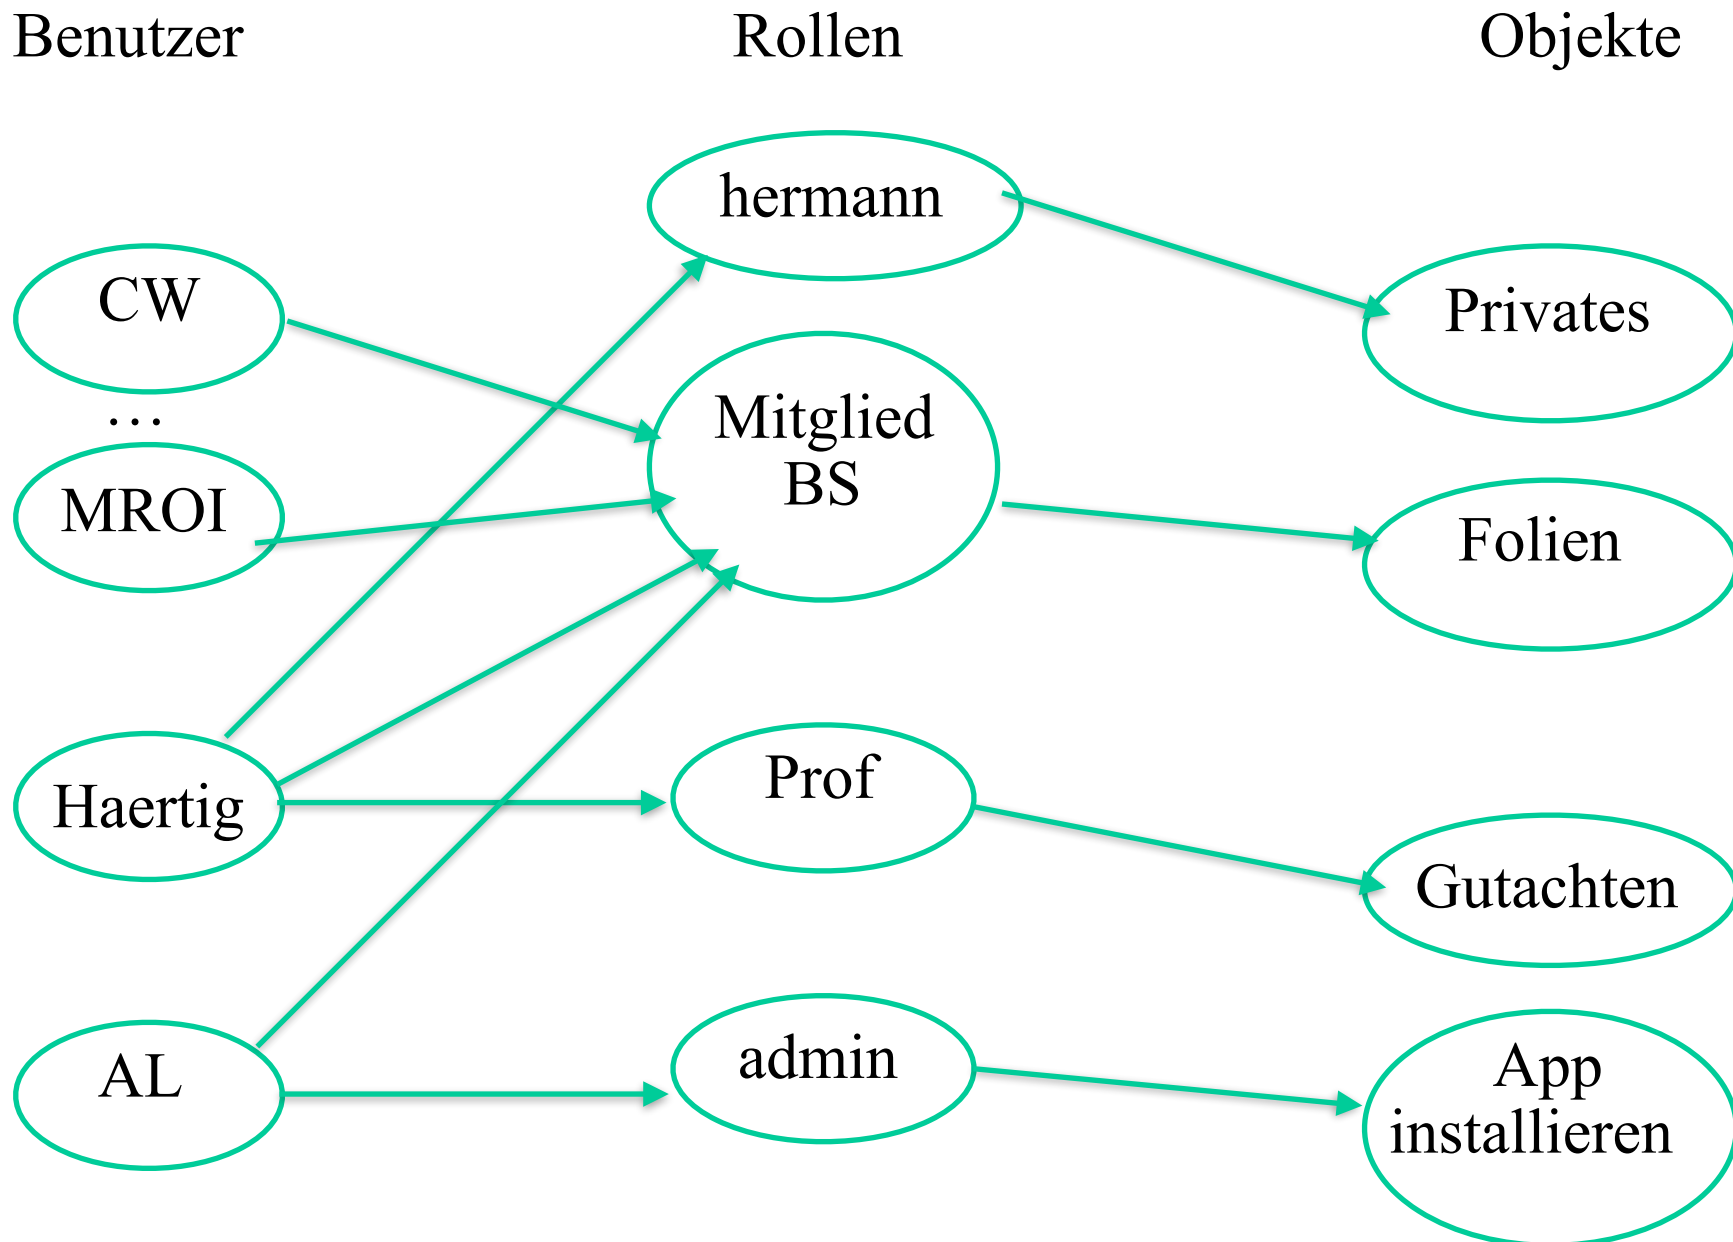 Benutzer
Rollen
Objekte
hermann
CW
Privates
...
Mitglied
BS
MROI
Folien
Haertig
Prof
Gutachten
AL
admin
App
installieren